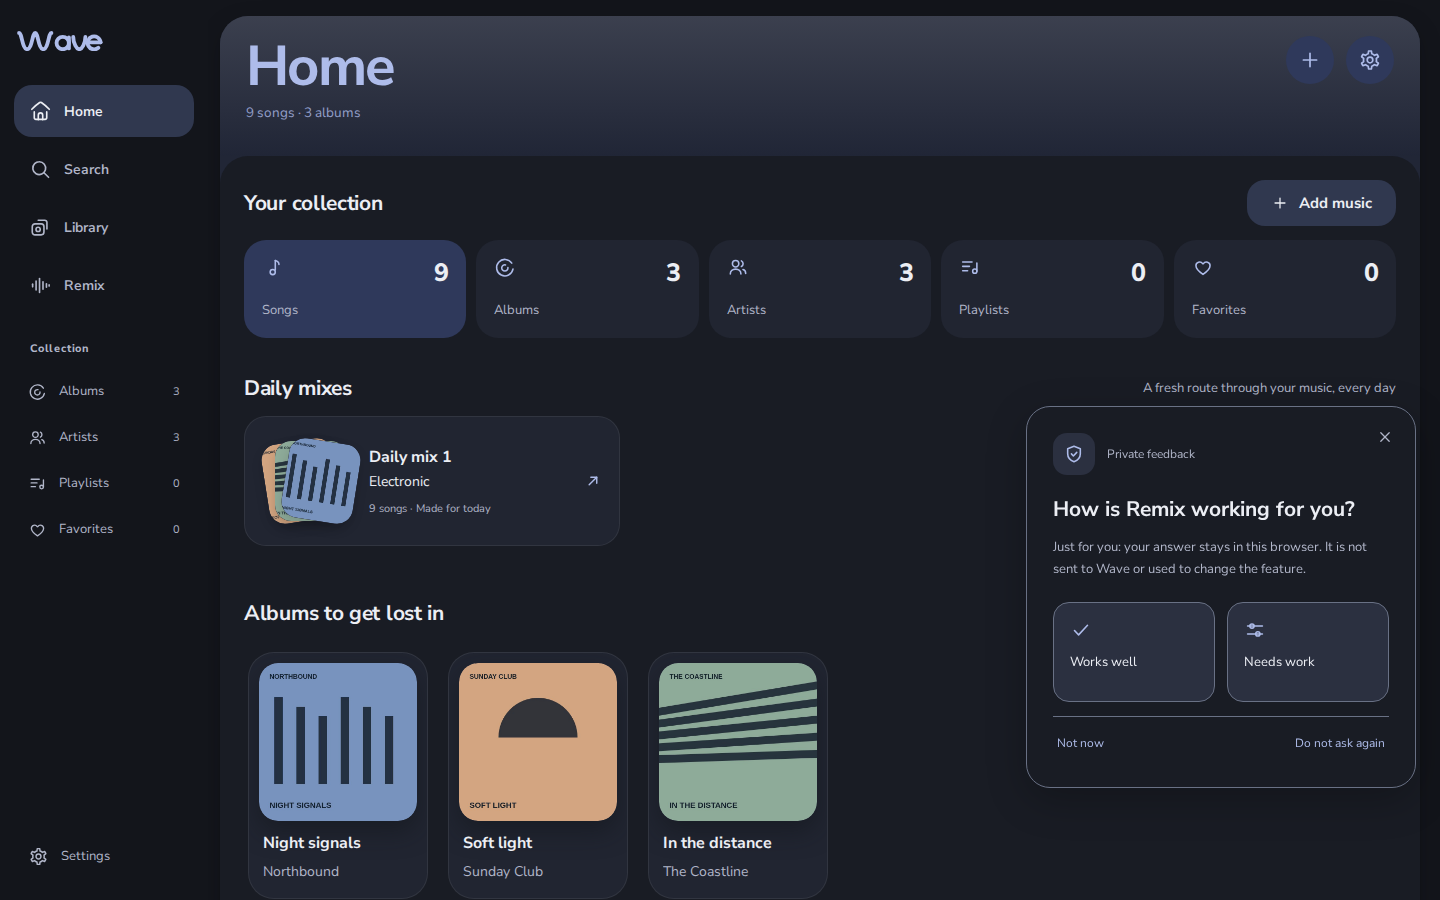 Wave
Home
Search
Library
Remix
Collection
Albums 3
Artists 3
Playlists 0
Favorites 0
Settings
Home
9 songs · 3 albums
Your collection
Add music
9
Songs
3
Albums
3
Artists
0
Playlists
0
Favorites
Daily mixes
A fresh route through your music, every day
NIGHT SIGNALS
Daily mix 1
Electronic
9 songs · Made for today
Albums to get lost in
NORTHBOUND
NIGHT SIGNALS
Night signals
Northbound
SUNDAY CLUB
SOFT LIGHT
Soft light
Sunday Club
THE COASTLINE
IN THE DISTANCE
In the distance
The Coastline
Private feedback
How is Remix working for you?
Just for you: your answer stays in this browser. It is not
sent to Wave or used to change the feature.
Works well
Needs work
Not now
Do not ask again